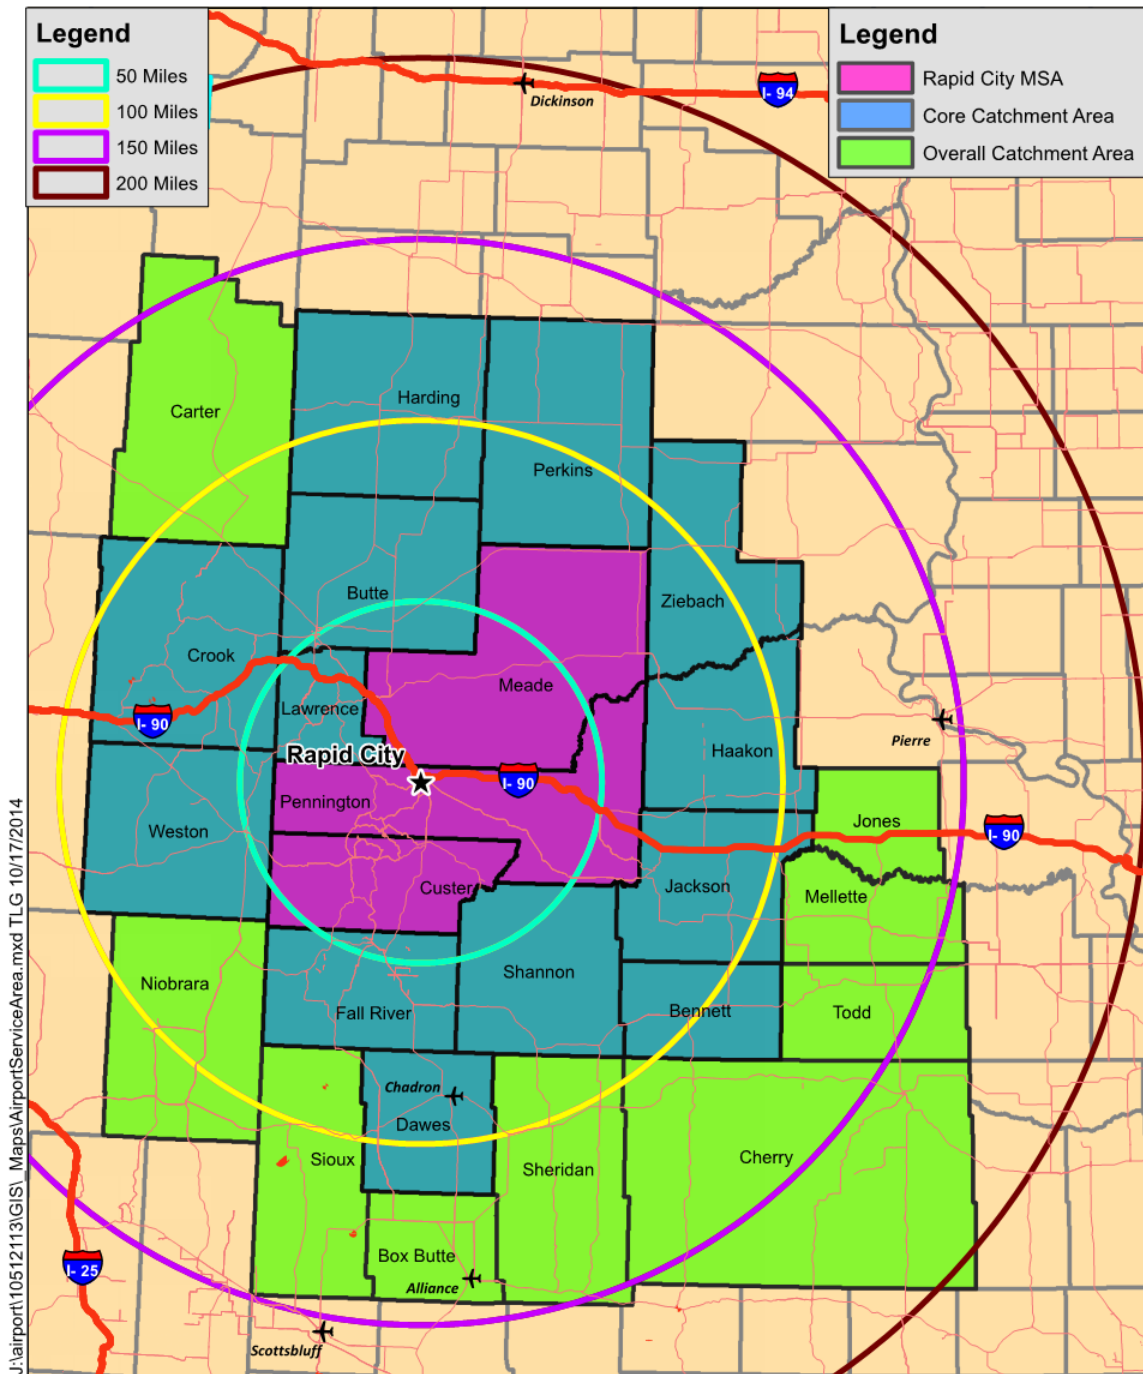 Legend
50 Miles
100 Miles
150 Miles
200 Miles
Legend
Rapid City MSA
Core Catchment Area
Overall Catchment Area
I- 94
Dickinson
Carter
Harding
Perkins
Butte
Ziebach
Crook
Meade
Lawrence
I- 90
Pierre
Haakon
Rapid City
I- 90
Pennington
Jones
I- 90
Weston
Custer
Jackson
Mellette
Shannon
Niobrara
Fall River
Bennett
Todd
Chadron
Dawes
Sioux
Sheridan
Cherry
Box Butte
I- 25
Alliance
Scottsbluff
J:\airport\10512113\GIS\_Maps\AirportServiceArea.mxd TLG 10/17/2014